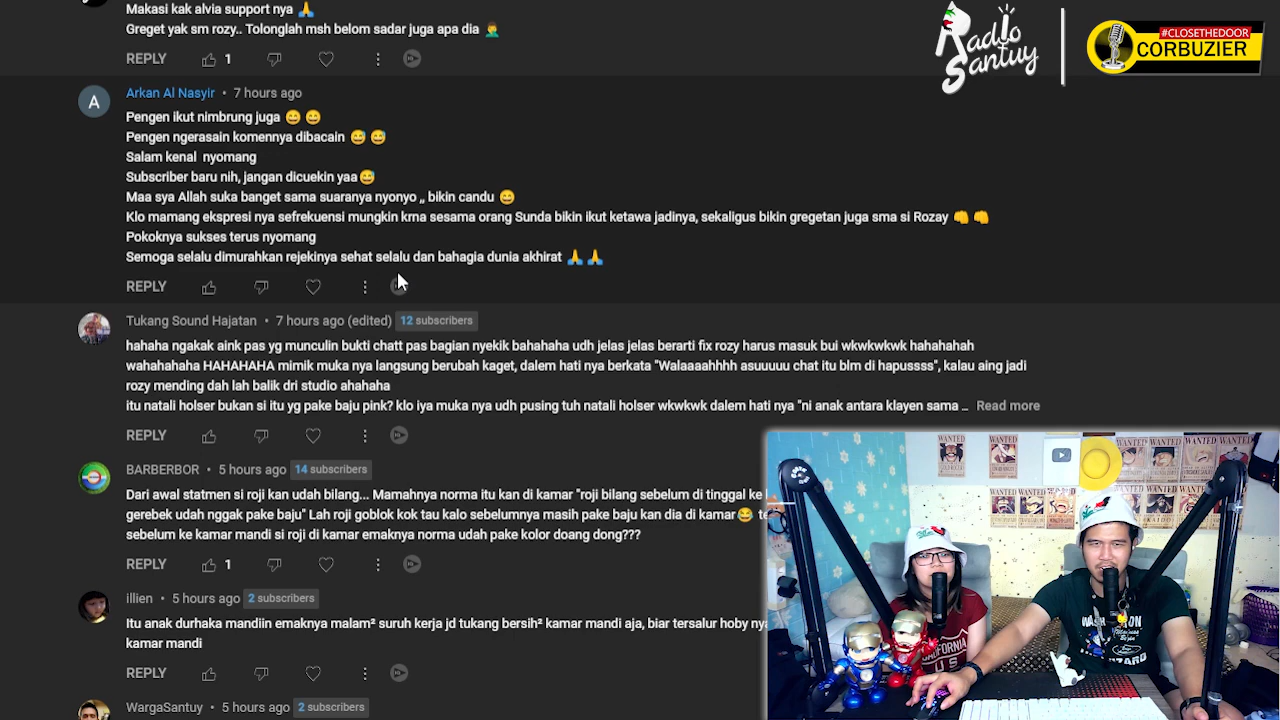 Makasi kak alvia support nya 🙏
Greget yak sm rozy.. Tolonglah msh belom sadar juga apa dia 🤦‍♂️
REPLY 1
Radio Santuy
#CLOSETHEDOOR
CORBUZIER
A
Arkan Al Nasyir • 7 hours ago
Pengen ikut nimbrung juga 😄 😄
Pengen ngerasain komennya dibacain 😅 😅
Salam kenal nyomang
Subscriber baru nih, jangan dicuekin yaa😅
Maa sya Allah suka banget sama suaranya nyonyo ,, bikin candu 😄
Klo mamang ekspresi nya sefrekuensi mungkin krna sesama orang Sunda bikin ikut ketawa jadinya, sekaligus bikin gregetan juga sma si Rozay 👊 👊
Pokoknya sukses terus nyomang
Semoga selalu dimurahkan rejekinya sehat selalu dan bahagia dunia akhirat 🙏 🙏
REPLY
Tukang Sound Hajatan • 7 hours ago (edited) 12 subscribers
hahaha ngakak aink pas yg munculin bukti chatt pas bagian nyekik bahahaha udh jelas jelas berarti fix rozy harus masuk bui wkwkwkwk hahahahah
wahahahaha HAHAHAHA mimik muka nya langsung berubah kaget, dalem hati nya berkata "Walaaaahhhh asuuuuu chat itu blm di hapussss", kalau aing jadi
rozy mending dah lah balik dri studio ahahaha
itu natali holser bukan si itu yg pake baju pink? klo iya muka nya udh pusing tuh natali holser wkwkwk dalem hati nya "ni anak antara klayen sama … Read more
REPLY
BARBERBOR • 5 hours ago 14 subscribers
Dari awal statmen si roji kan udah bilang... Mamahnya norma itu kan di kamar "roji bilang sebelum di tinggal ke
gerebek udah nggak pake baju" Lah roji goblok kok tau kalo sebelumnya masih pake baju kan dia di kamar😂
sebelum ke kamar mandi si roji di kamar emaknya norma udah pake kolor doang dong???
REPLY 1
illien • 5 hours ago 2 subscribers
Itu anak durhaka mandiin emaknya malam² suruh kerja jd tukang bersih² kamar mandi aja, biar tersalur hoby
kamar mandi
REPLY
WargaSantuy • 5 hours ago 2 subscribers
WANTED
WANTED
WANTED
WANTED
WANTED
WANTED
CALIFORNIA
U S